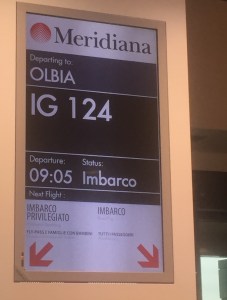 Meridiana
Departing to:
OLBIA
IG 124
Departure: Status:
09:05 Imbarco
Next Flight :
IMBARCO PRIVILEGIATO
IMBARCO